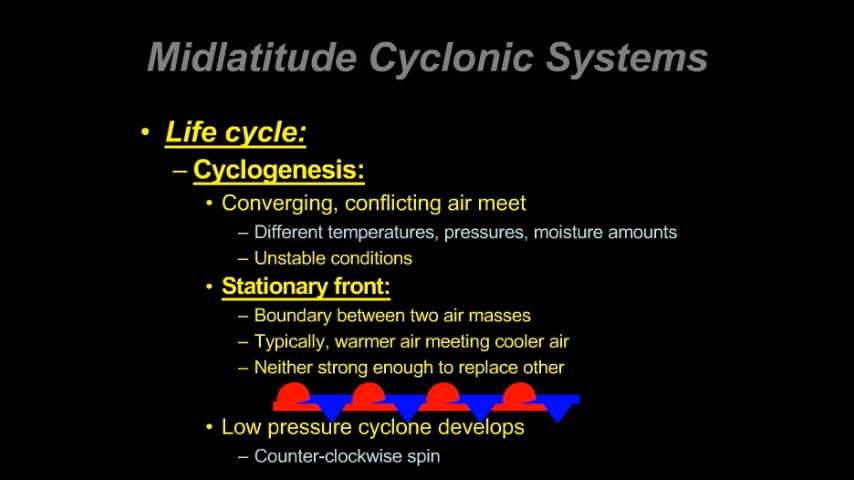 Midlatitude Cyclonic Systems
• Life cycle:
– Cyclogenesis:
• Converging, conflicting air meet
– Different temperatures, pressures, moisture amounts
– Unstable conditions
• Stationary front:
– Boundary between two air masses
– Typically, warmer air meeting cooler air
– Neither strong enough to replace other
• Low pressure cyclone develops
– Counter-clockwise spin